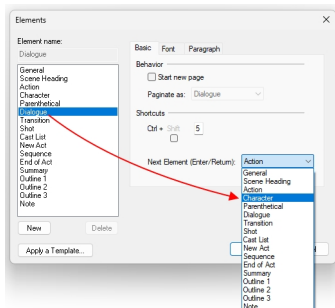 Elements
Element name:
Dialogue
General
Scene Heading
Action
Character
Parenthetical
Dialogue
Transition
Shot
Cast List
New Act
Sequence
End of Act
Summary
Outline 1
Outline 2
Outline 3
Note
New
Delete
Apply a Template...
Basic
Font
Paragraph
Behavior
Start new page
Paginate as:
Dialogue
Shortcuts
Ctrl + Shift 5
Next Element (Enter/Return):
Action
General
Scene Heading
Action
Character
Parenthetical
Dialogue
Transition
Shot
Cast List
New Act
Sequence
End of Act
Summary
Outline 1
Outline 2
Outline 3
Note